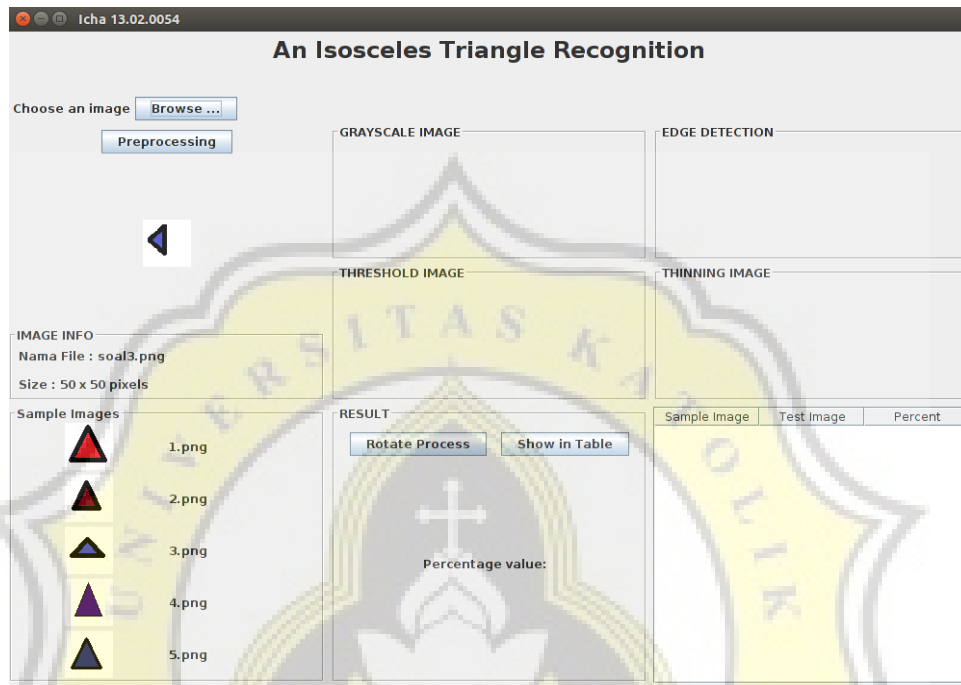 Icha 13.02.0054
An Isosceles Triangle Recognition
Choose an image Browse ...
Preprocessing
GRAYSCALE IMAGE
EDGE DETECTION
THRESHOLD IMAGE
THINNING IMAGE
IMAGE INFO
Nama File : soal3.png
Size : 50 x 50 pixels
Sample Images
1.png
2.png
3.png
4.png
5.png
RESULT
Rotate Process Show in Table
Percentage value:
Sample Image Test Image Percent
UNIVERSITAS KATOLIK